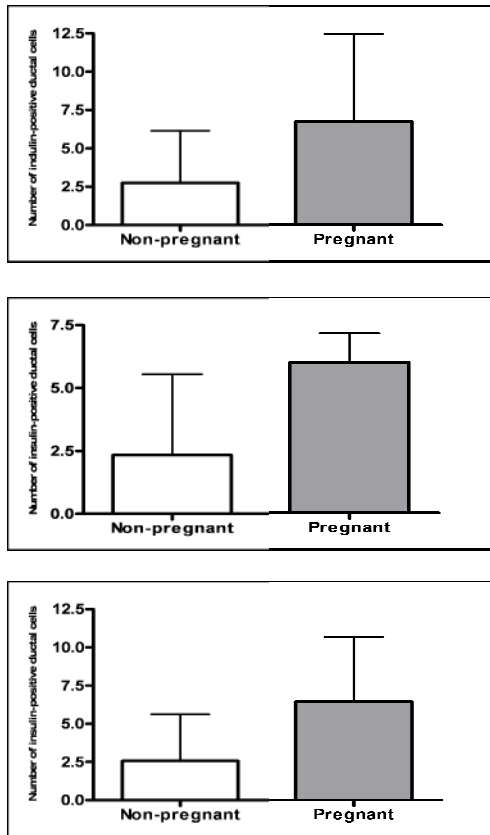 Number of indulin-positive ductal cells
12.5
10.0
7.5
5.0
2.5
0.0
Non-pregnant Pregnant
Number of insulin-positive ductal cells
7.5
5.0
2.5
0.0
Non-pregnant Pregnant
Number of insulin-positive ductal cells
12.5
10.0
7.5
5.0
2.5
0.0
Non-pregnant Pregnant